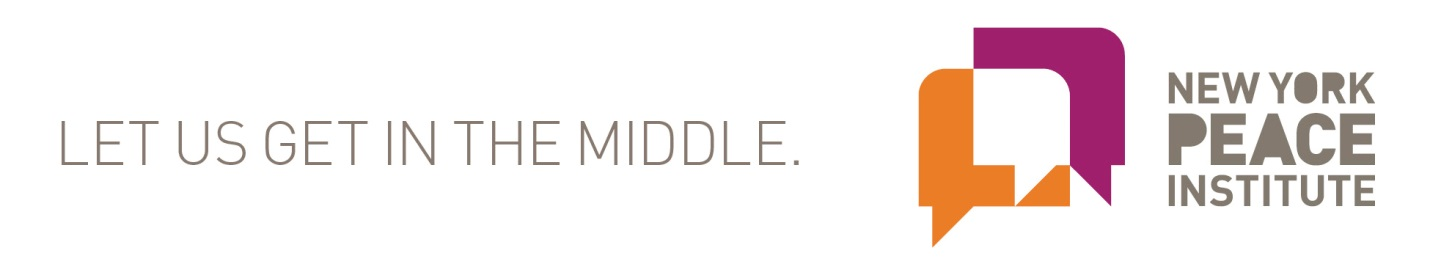 LET US GET IN THE MIDDLE.
NEW YORK
PEACE
INSTITUTE